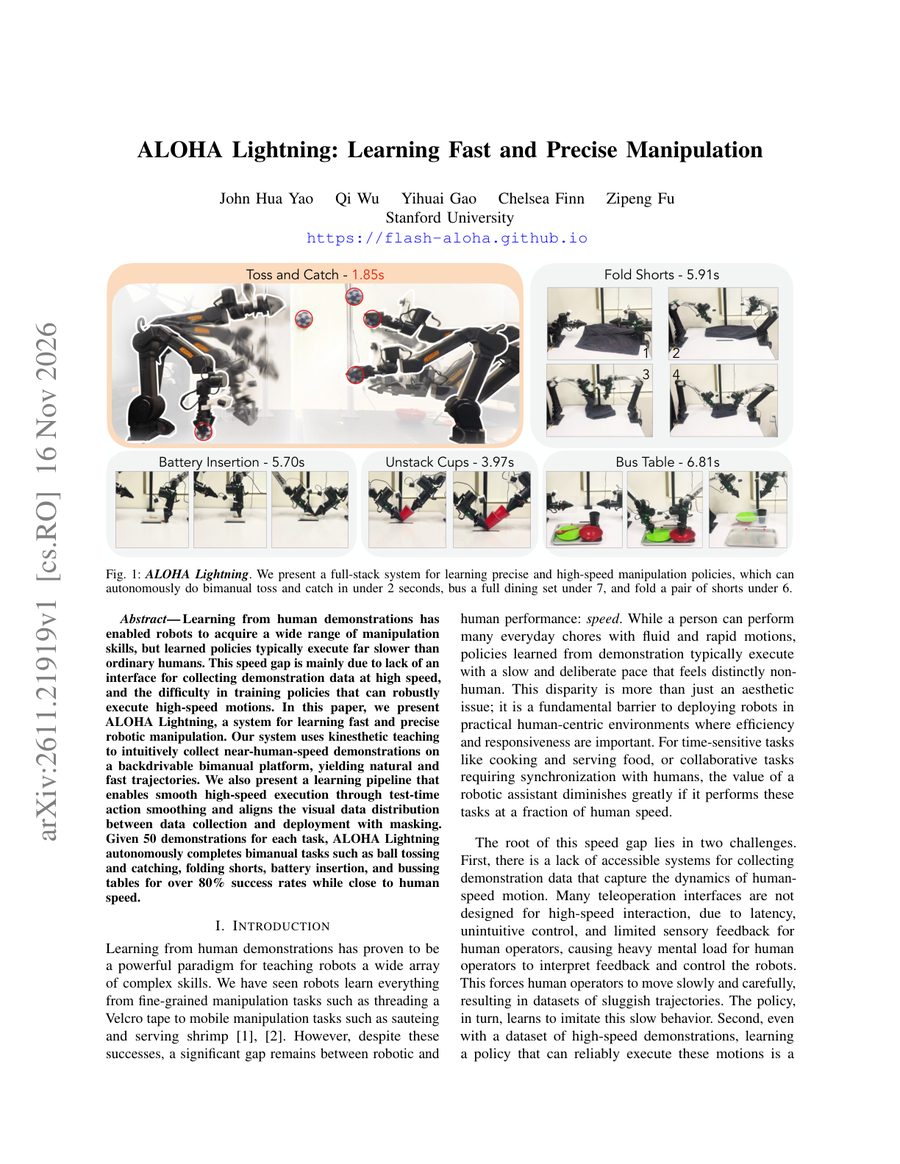 ALOHA Lightning: Learning Fast and Precise Manipulation
John Hua Yao Qi Wu Yihuai Gao Chelsea Finn Zipeng Fu
Stanford University
https://flash-aloha.github.io
arXiv:2611.21919v1 [cs.RO] 16 Nov 2026
Toss and Catch - 1.85s
Fold Shorts - 5.91s
1
2
3
4
Battery Insertion - 5.70s
Unstack Cups - 3.97s
Bus Table - 6.81s
Fig. 1: ALOHA Lightning. We present a full-stack system for learning precise and high-speed manipulation policies, which can
autonomously do bimanual toss and catch in under 2 seconds, bus a full dining set under 7, and fold a pair of shorts under 6.
Abstract— Learning from human demonstrations has
enabled robots to acquire a wide range of manipulation
skills, but learned policies typically execute far slower than
ordinary humans. This speed gap is mainly due to lack of an
interface for collecting demonstration data at high speed,
and the difficulty in training policies that can robustly
execute high-speed motions. In this paper, we present
ALOHA Lightning, a system for learning fast and precise
robotic manipulation. Our system uses kinesthetic teaching
to intuitively collect near-human-speed demonstrations on
a backdrivable bimanual platform, yielding natural and
fast trajectories. We also present a learning pipeline that
enables smooth high-speed execution through test-time
action smoothing and aligns the visual data distribution
between data collection and deployment with masking.
Given 50 demonstrations for each task, ALOHA Lightning
autonomously completes bimanual tasks such as ball tossing
and catching, folding shorts, battery insertion, and bussing
tables for over 80% success rates while close to human
speed.
I. INTRODUCTION
Learning from human demonstrations has proven to be
a powerful paradigm for teaching robots a wide array
of complex skills. We have seen robots learn everything
from fine-grained manipulation tasks such as threading a
Velcro tape to mobile manipulation tasks such as sauteing
and serving shrimp [1], [2]. However, despite these
successes, a significant gap remains between robotic and
human performance: speed. While a person can perform
many everyday chores with fluid and rapid motions,
policies learned from demonstration typically execute
with a slow and deliberate pace that feels distinctly non-
human. This disparity is more than just an aesthetic
issue; it is a fundamental barrier to deploying robots in
practical human-centric environments where efficiency
and responsiveness are important. For time-sensitive tasks
like cooking and serving food, or collaborative tasks
requiring synchronization with humans, the value of a
robotic assistant diminishes greatly if it performs these
tasks at a fraction of human speed.
The root of this speed gap lies in two challenges.
First, there is a lack of accessible systems for collecting
demonstration data that capture the dynamics of human-
speed motion. Many teleoperation interfaces are not
designed for high-speed interaction, due to latency,
unintuitive control, and limited sensory feedback for
human operators, causing heavy mental load for human
operators to interpret feedback and control the robots.
This forces human operators to move slowly and carefully,
resulting in datasets of sluggish trajectories. The policy,
in turn, learns to imitate this slow behavior. Second, even
with a dataset of high-speed demonstrations, learning
a policy that can reliably execute these motions is a